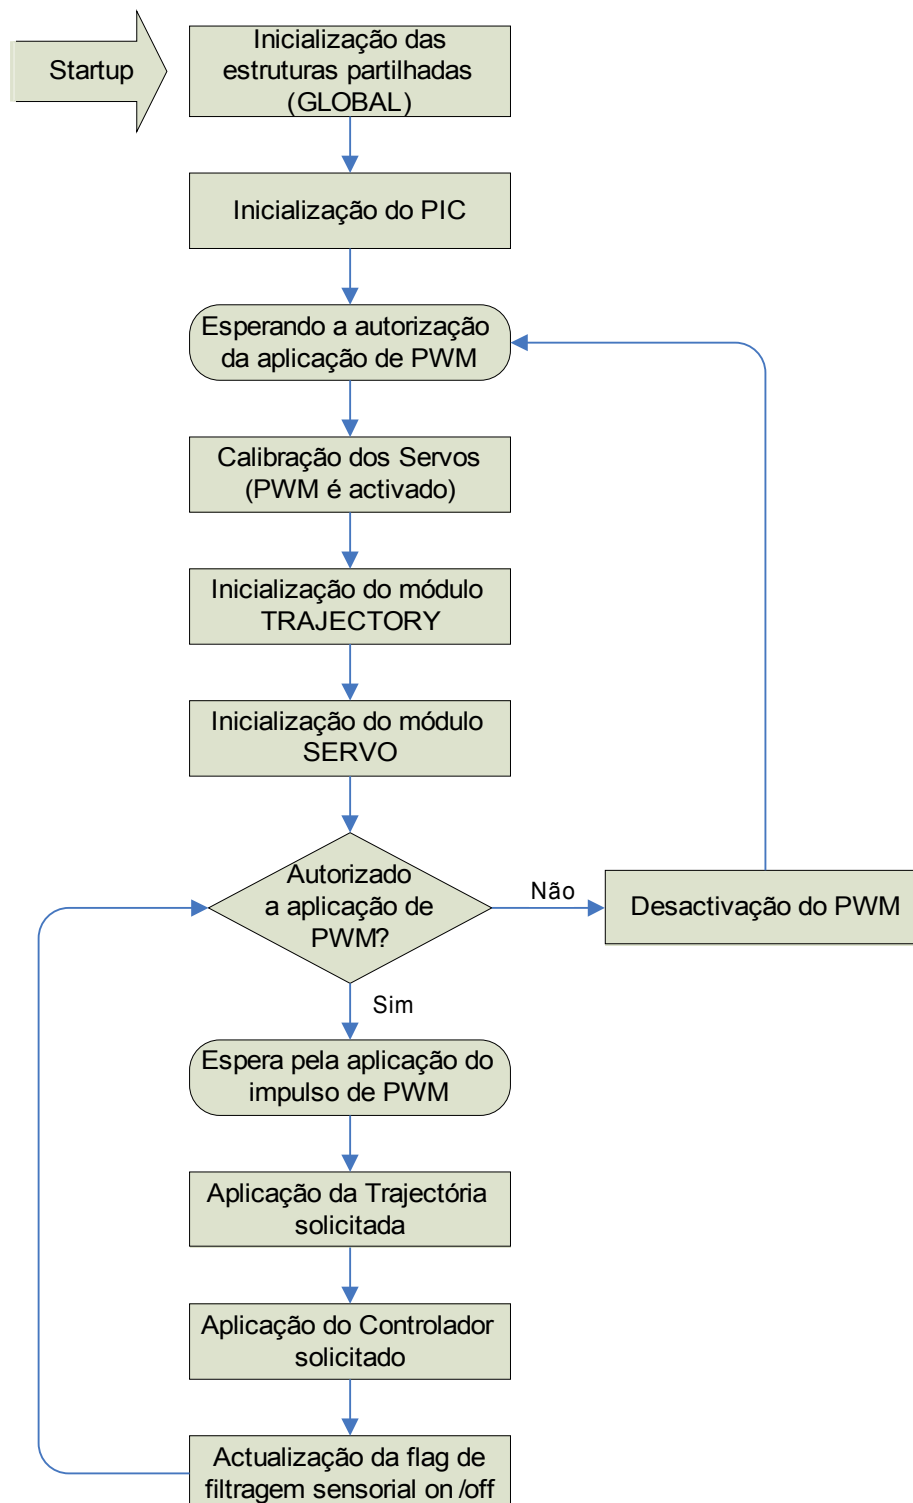 Startup
Inicialização das
estruturas partilhadas
(GLOBAL)
Inicialização do PIC
Esperando a autorização
da aplicação de PWM
Calibração dos Servos
(PWM é activado)
Inicialização do módulo
TRAJECTORY
Inicialização do módulo
SERVO
Autorizado
a aplicação de
PWM?
Não
Desactivação do PWM
Sim
Espera pela aplicação do
impulso de PWM
Aplicação da Trajectória
solicitada
Aplicação do Controlador
solicitado
Actualização da flag de
filtragem sensorial on/off